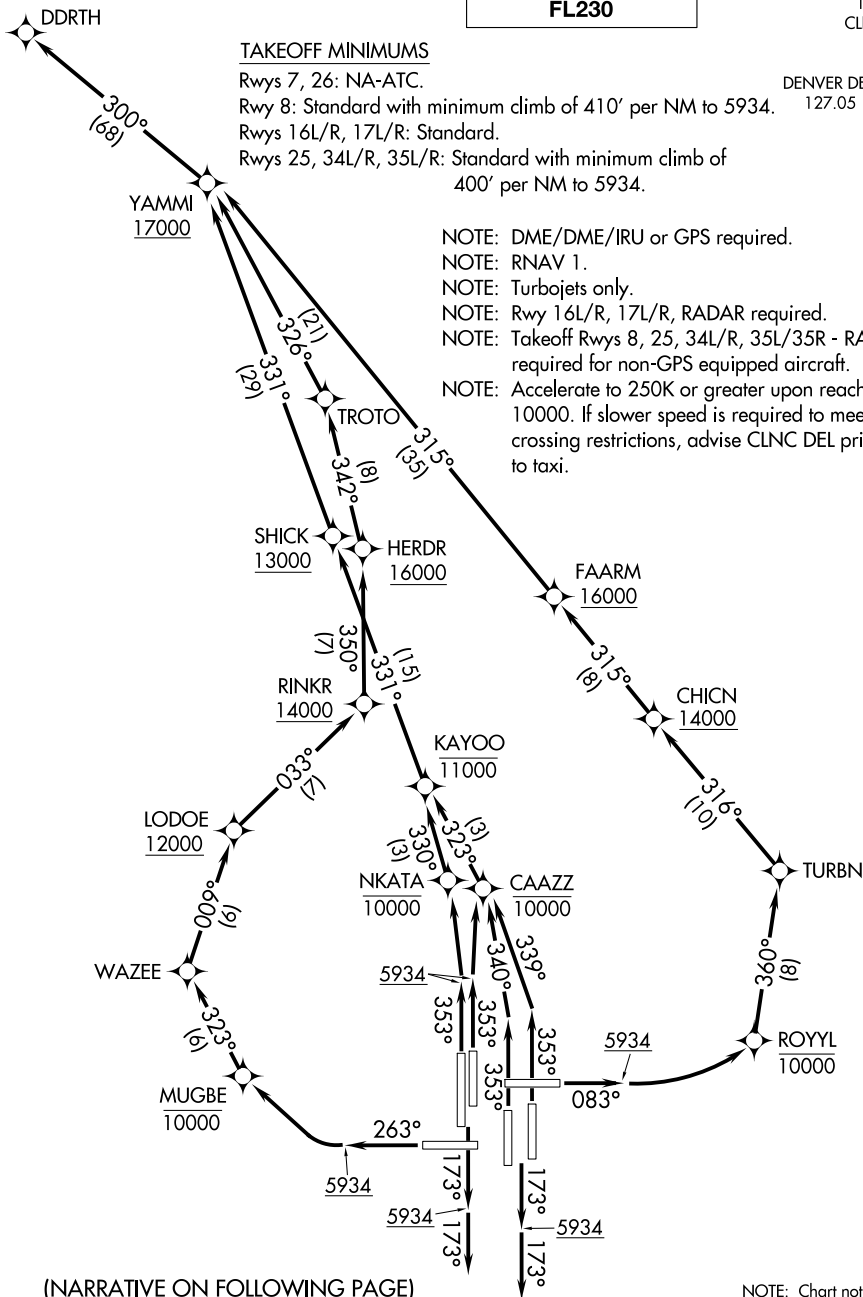 DDRTH
FL230
CL
TAKEOFF MINIMUMS
Rwys 7, 26: NA-ATC.
Rwy 8: Standard with minimum climb of 410' per NM to 5934.
Rwys 16L/R, 17L/R: Standard.
Rwys 25, 34L/R, 35L/R: Standard with minimum climb of
400' per NM to 5934.
DENVER DE
127.05
300°
(68)
YAMMI
17000
NOTE: DME/DME/IRU or GPS required.
NOTE: RNAV 1.
NOTE: Turbojets only.
NOTE: Rwy 16L/R, 17L/R, RADAR required.
NOTE: Takeoff Rwys 8, 25, 34L/R, 35L/35R - RA
required for non-GPS equipped aircraft.
NOTE: Accelerate to 250K or greater upon reach
10000. If slower speed is required to mee
crossing restrictions, advise CLNC DEL pri
to taxi.
(21)
326°
331°
(29)
TROTO
315°
(35)
(8)
342°
SHICK
13000
HERDR
16000
FAARM
16000
350°
(7)
(15)
331°
315°
(8)
RINKR
14000
CHICN
14000
KAYOO
11000
033°
(7)
316°
(10)
LODOE
12000
(3)
323°
330°
(3)
NKATA
10000
CAAZZ
10000
TURBN
009°
(6)
WAZEE
340°
339°
360°
(8)
5934
353°
353°
353°
353°
323°
(6)
5934
083°
ROYYL
10000
MUGBE
10000
263°
5934
173°
173°
5934
5934
173°
173°
(NARRATIVE ON FOLLOWING PAGE)
NOTE: Chart not